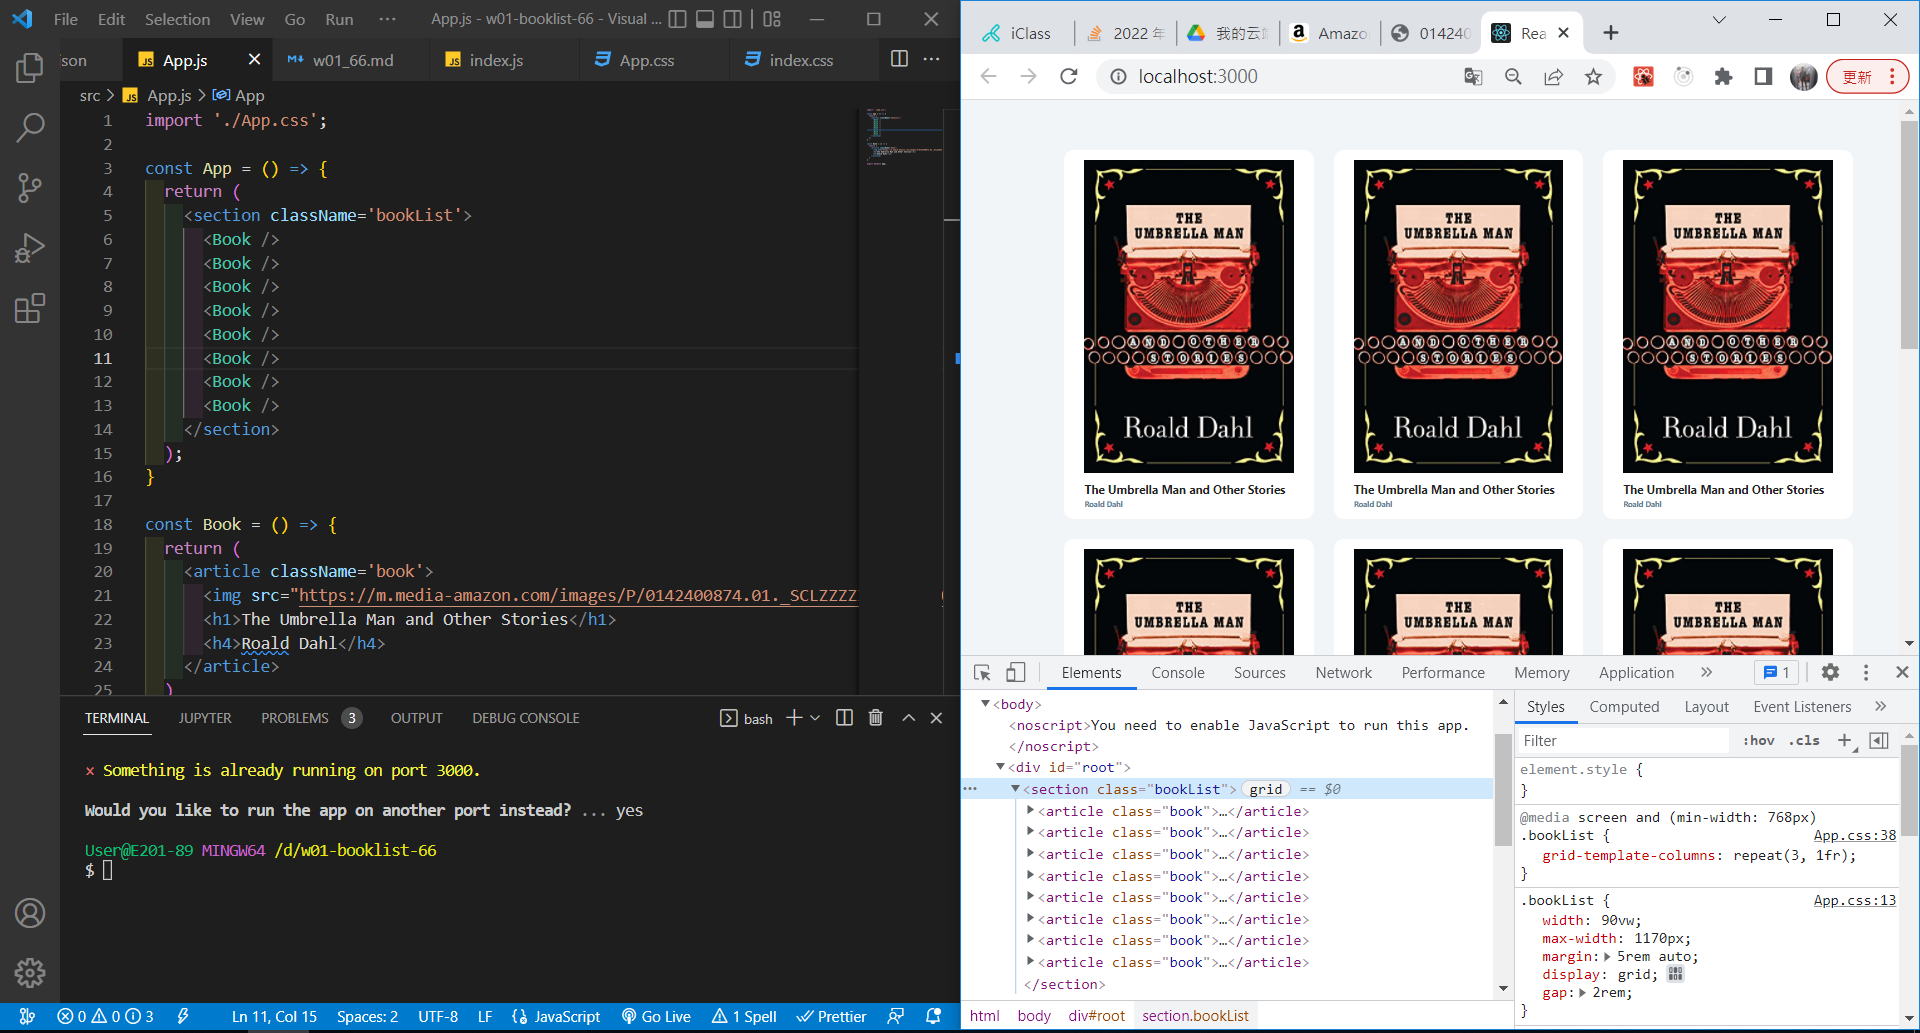 File Edit Selection View Go Run ··· App.js - w01-booklist-66 - Visual ...
json App.js w01_66.md index.js App.css index.css
src > App.js > App
1 import './App.css';
2
3 const App = () => {
4 return (
5 <section className='bookList'>
6 <Book />
7 <Book />
8 <Book />
9 <Book />
10 <Book />
11 <Book />
12 <Book />
13 <Book />
14 </section>
15 );
16 }
17
18 const Book = () => {
19 return (
20 <article className='book'>
21 <img src="https://m.media-amazon.com/images/P/0142400874.01._SCLZZZZ
22 <h1>The Umbrella Man and Other Stories</h1>
23 <h4>Roald Dahl</h4>
24 </article>
25 )
TERMINAL JUPYTER PROBLEMS 3 OUTPUT DEBUG CONSOLE bash
× Something is already running on port 3000.
Would you like to run the app on another port instead? ... yes
User@E201-89 MINGW64 /d/w01-booklist-66
$
0 0 3 Ln 11, Col 15 Spaces: 2 UTF-8 LF JavaScript Go Live 1 Spell Prettier
iClass 2022 年 我的云 Amazo 014240 Rea
localhost:3000 更新
THE UMBRELLA MAN
AND OTHER STORIES
Roald Dahl
The Umbrella Man and Other Stories
Roald Dahl
THE UMBRELLA MAN
AND OTHER STORIES
Roald Dahl
The Umbrella Man and Other Stories
Roald Dahl
THE UMBRELLA MAN
AND OTHER STORIES
Roald Dahl
The Umbrella Man and Other Stories
Roald Dahl
THE UMBRELLA MAN
THE UMBRELLA MAN
THE UMBRELLA MAN
Elements Console Sources Network Performance Memory Application 1
<body>
<noscript>You need to enable JavaScript to run this app.
</noscript>
<div id="root">
<section class="bookList"> grid == $0
<article class="book">…</article>
<article class="book">…</article>
<article class="book">…</article>
<article class="book">…</article>
<article class="book">…</article>
<article class="book">…</article>
<article class="book">…</article>
<article class="book">…</article>
</section>
html body div#root section.bookList
Styles Computed Layout Event Listeners
Filter :hov .cls
element.style {
}
@media screen and (min-width: 768px)
.bookList { App.css:38
grid-template-columns: repeat(3, 1fr);
}
.bookList { App.css:13
width: 90vw;
max-width: 1170px;
margin: 5rem auto;
display: grid;
gap: 2rem;
}